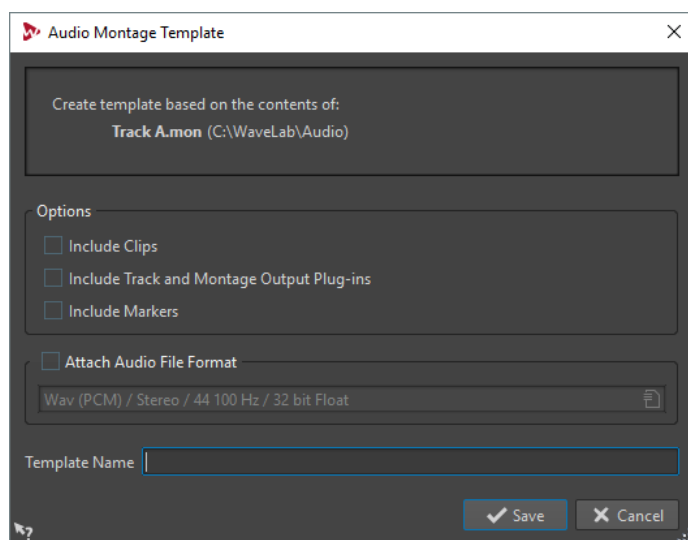 Audio Montage Template
Create template based on the contents of:
Track A.mon (C:\WaveLab\Audio)
Options
Include Clips
Include Track and Montage Output Plug-ins
Include Markers
Attach Audio File Format
Wav (PCM) / Stereo / 44 100 Hz / 32 bit Float
Template Name
Save Cancel
?